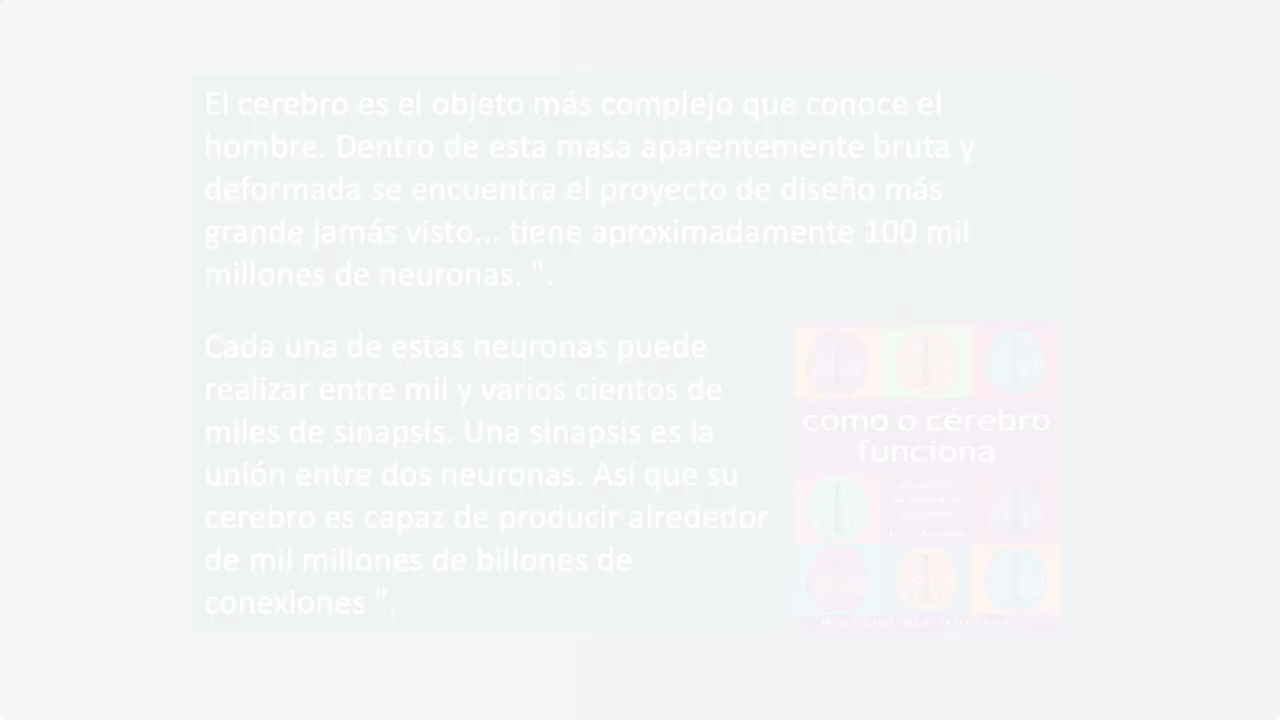 El cerebro es el objeto más complejo que conoce el
hombre. Dentro de esta masa aparentemente bruta y
deformada se encuentra el proyecto de diseño más
grande jamás visto... tiene aproximadamente 100 mil
millones de neuronas. ".
Cada una de estas neuronas puede
realizar entre mil y varios cientos de
miles de sinapsis. Una sinapsis es la
unión entre dos neuronas. Así que su
cerebro es capaz de producir alrededor
de mil millones de billones de
conexiones ".
como o cérebro
funciona